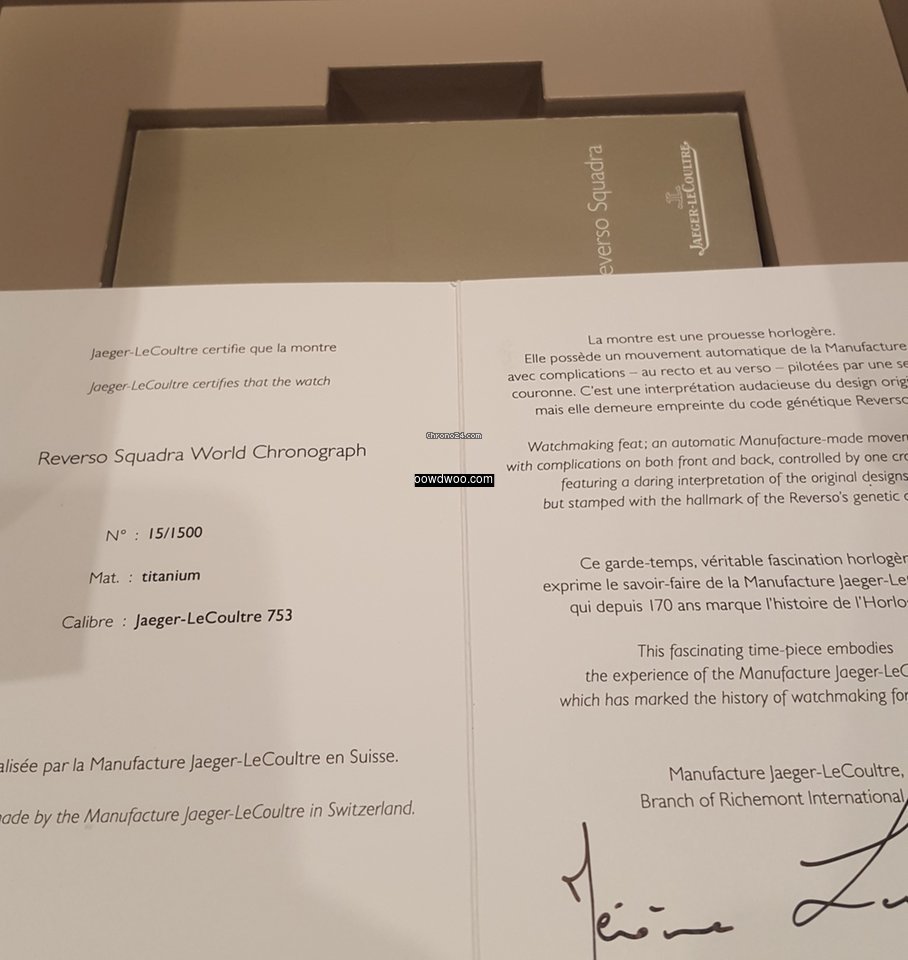 everso Squadra
JAEGER-LECOULTRE
Jaeger-LeCoultre certifie que la montre
Jaeger-LeCoultre certifies that the watch
Reverso Squadra World Chronograph
N° : 15/1500
Mat. : titanium
Calibre : Jaeger-LeCoultre 753
alisée par la Manufacture Jaeger-LeCoultre en Suisse.
ade by the Manufacture Jaeger-LeCoultre in Switzerland.
La montre est une prouesse horlogère.
Elle possède un mouvement automatique de la Manufacture
avec complications – au recto et au verso – pilotées par une se
couronne. C'est une interprétation audacieuse du design orig
mais elle demeure empreinte du code génétique Reverso
Watchmaking feat; an automatic Manufacture-made movem
with complications on both front and back, controlled by one cro
featuring a daring interpretation of the original designs
but stamped with the hallmark of the Reverso's genetic c
Ce garde-temps, véritable fascination horlogèr
exprime le savoir-faire de la Manufacture Jaeger-Le
qui depuis 170 ans marque l'histoire de l'Horlo
This fascinating time-piece embodies
the experience of the Manufacture Jaeger-LeC
which has marked the history of watchmaking for
Manufacture Jaeger-LeCoultre,
Branch of Richemont International
Jérôme
Chrono24.com
oowdwoo.com